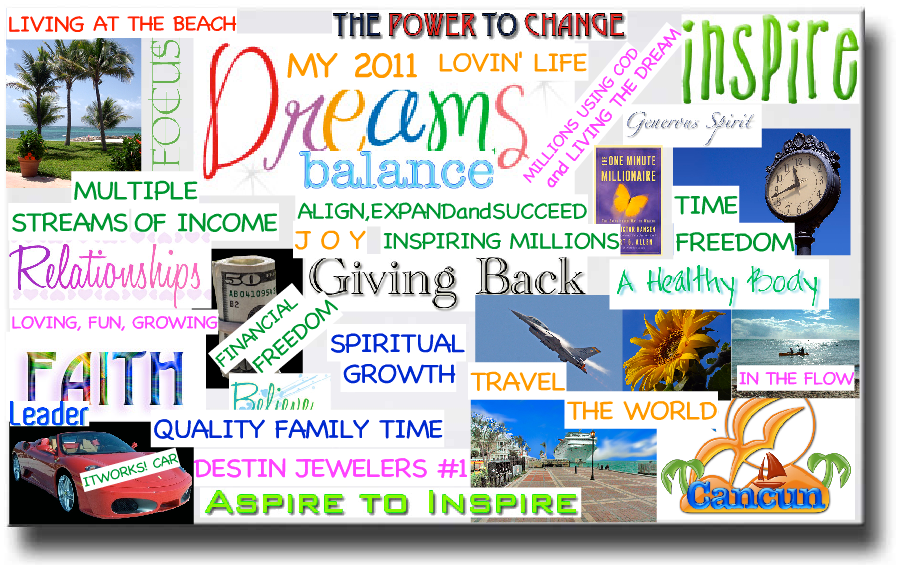 LIVING AT THE BEACH
THE POWER TO CHANGE
FOCUS
MY 2011
LOVIN' LIFE
Dreams
balance
MILLIONS USING GOD
and LIVING THE DREAM
inspire
Generous Spirit
THE
ONE MINUTE
MILLIONAIRE
MULTIPLE
STREAMS OF INCOME
ALIGN,EXPANDandSUCCEED
JOY
INSPIRING MILLIONS
TIME
FREEDOM
Relationships
LOVING, FUN, GROWING
50
Giving Back
A Healthy Body
FINANCIAL
FREEDOM
SPIRITUAL
GROWTH
FAITH
Believe
TRAVEL
IN THE FLOW
THE WORLD
Leader
QUALITY FAMILY TIME
ITWORKS! CAR
DESTIN JEWELERS #1
ASPIRE TO INSPIRE
Cancun